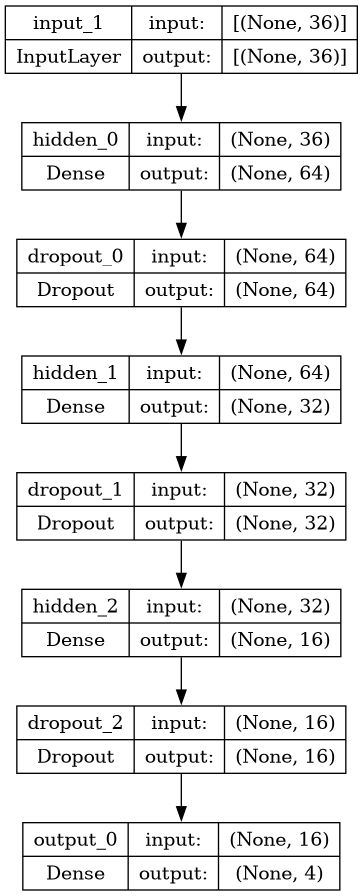 input_1 input: [(None, 36)]
InputLayer output: [(None, 36)]
hidden_0 input: (None, 36)
Dense output: (None, 64)
dropout_0 input: (None, 64)
Dropout output: (None, 64)
hidden_1 input: (None, 64)
Dense output: (None, 32)
dropout_1 input: (None, 32)
Dropout output: (None, 32)
hidden_2 input: (None, 32)
Dense output: (None, 16)
dropout_2 input: (None, 16)
Dropout output: (None, 16)
output_0 input: (None, 16)
Dense output: (None, 4)